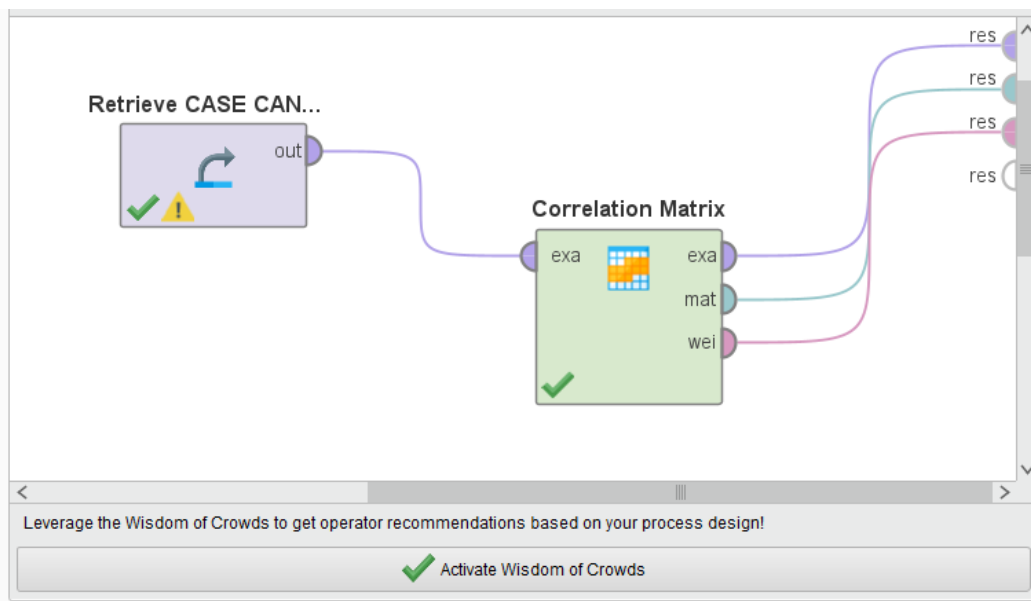 res
res
Retrieve CASE CAN...
res
out
res
Correlation Matrix
exa
exa
mat
wei
Leverage the Wisdom of Crowds to get operator recommendations based on your process design!
Activate Wisdom of Crowds